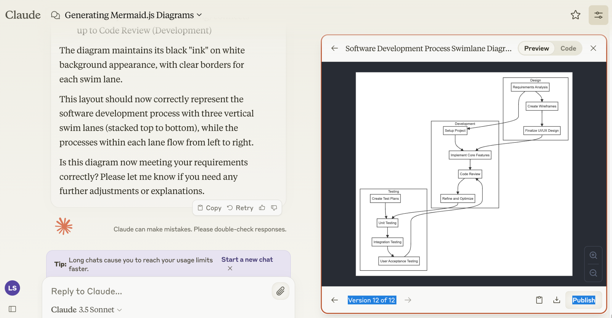 Claude
Generating Mermaid.js Diagrams
up to Code Review (Development)
The diagram maintains its black "ink" on white
background appearance, with clear borders for
each swim lane.
This layout should now correctly represent the
software development process with three vertical
swim lanes (stacked top to bottom), while the
processes within each lane flow from left to right.
Is this diagram now meeting your requirements
correctly? Please let me know if you need any
further adjustments or explanations.
Copy Retry
Claude can make mistakes. Please double-check responses.
Tip: Long chats cause you to reach your usage limits
faster.
Start a new chat
Reply to Claude...
Claude 3.5 Sonnet
LS
Software Development Process Swimlane Diagr...
Preview Code
Design
Requirements Analysis
Create Wireframes
Finalize UI/UX Design
Development
Setup Project
Implement Core Features
Code Review
Refine and Optimize
Testing
Create Test Plans
Unit Testing
Integration Testing
User Acceptance Testing
Version 12 of 12
Publish